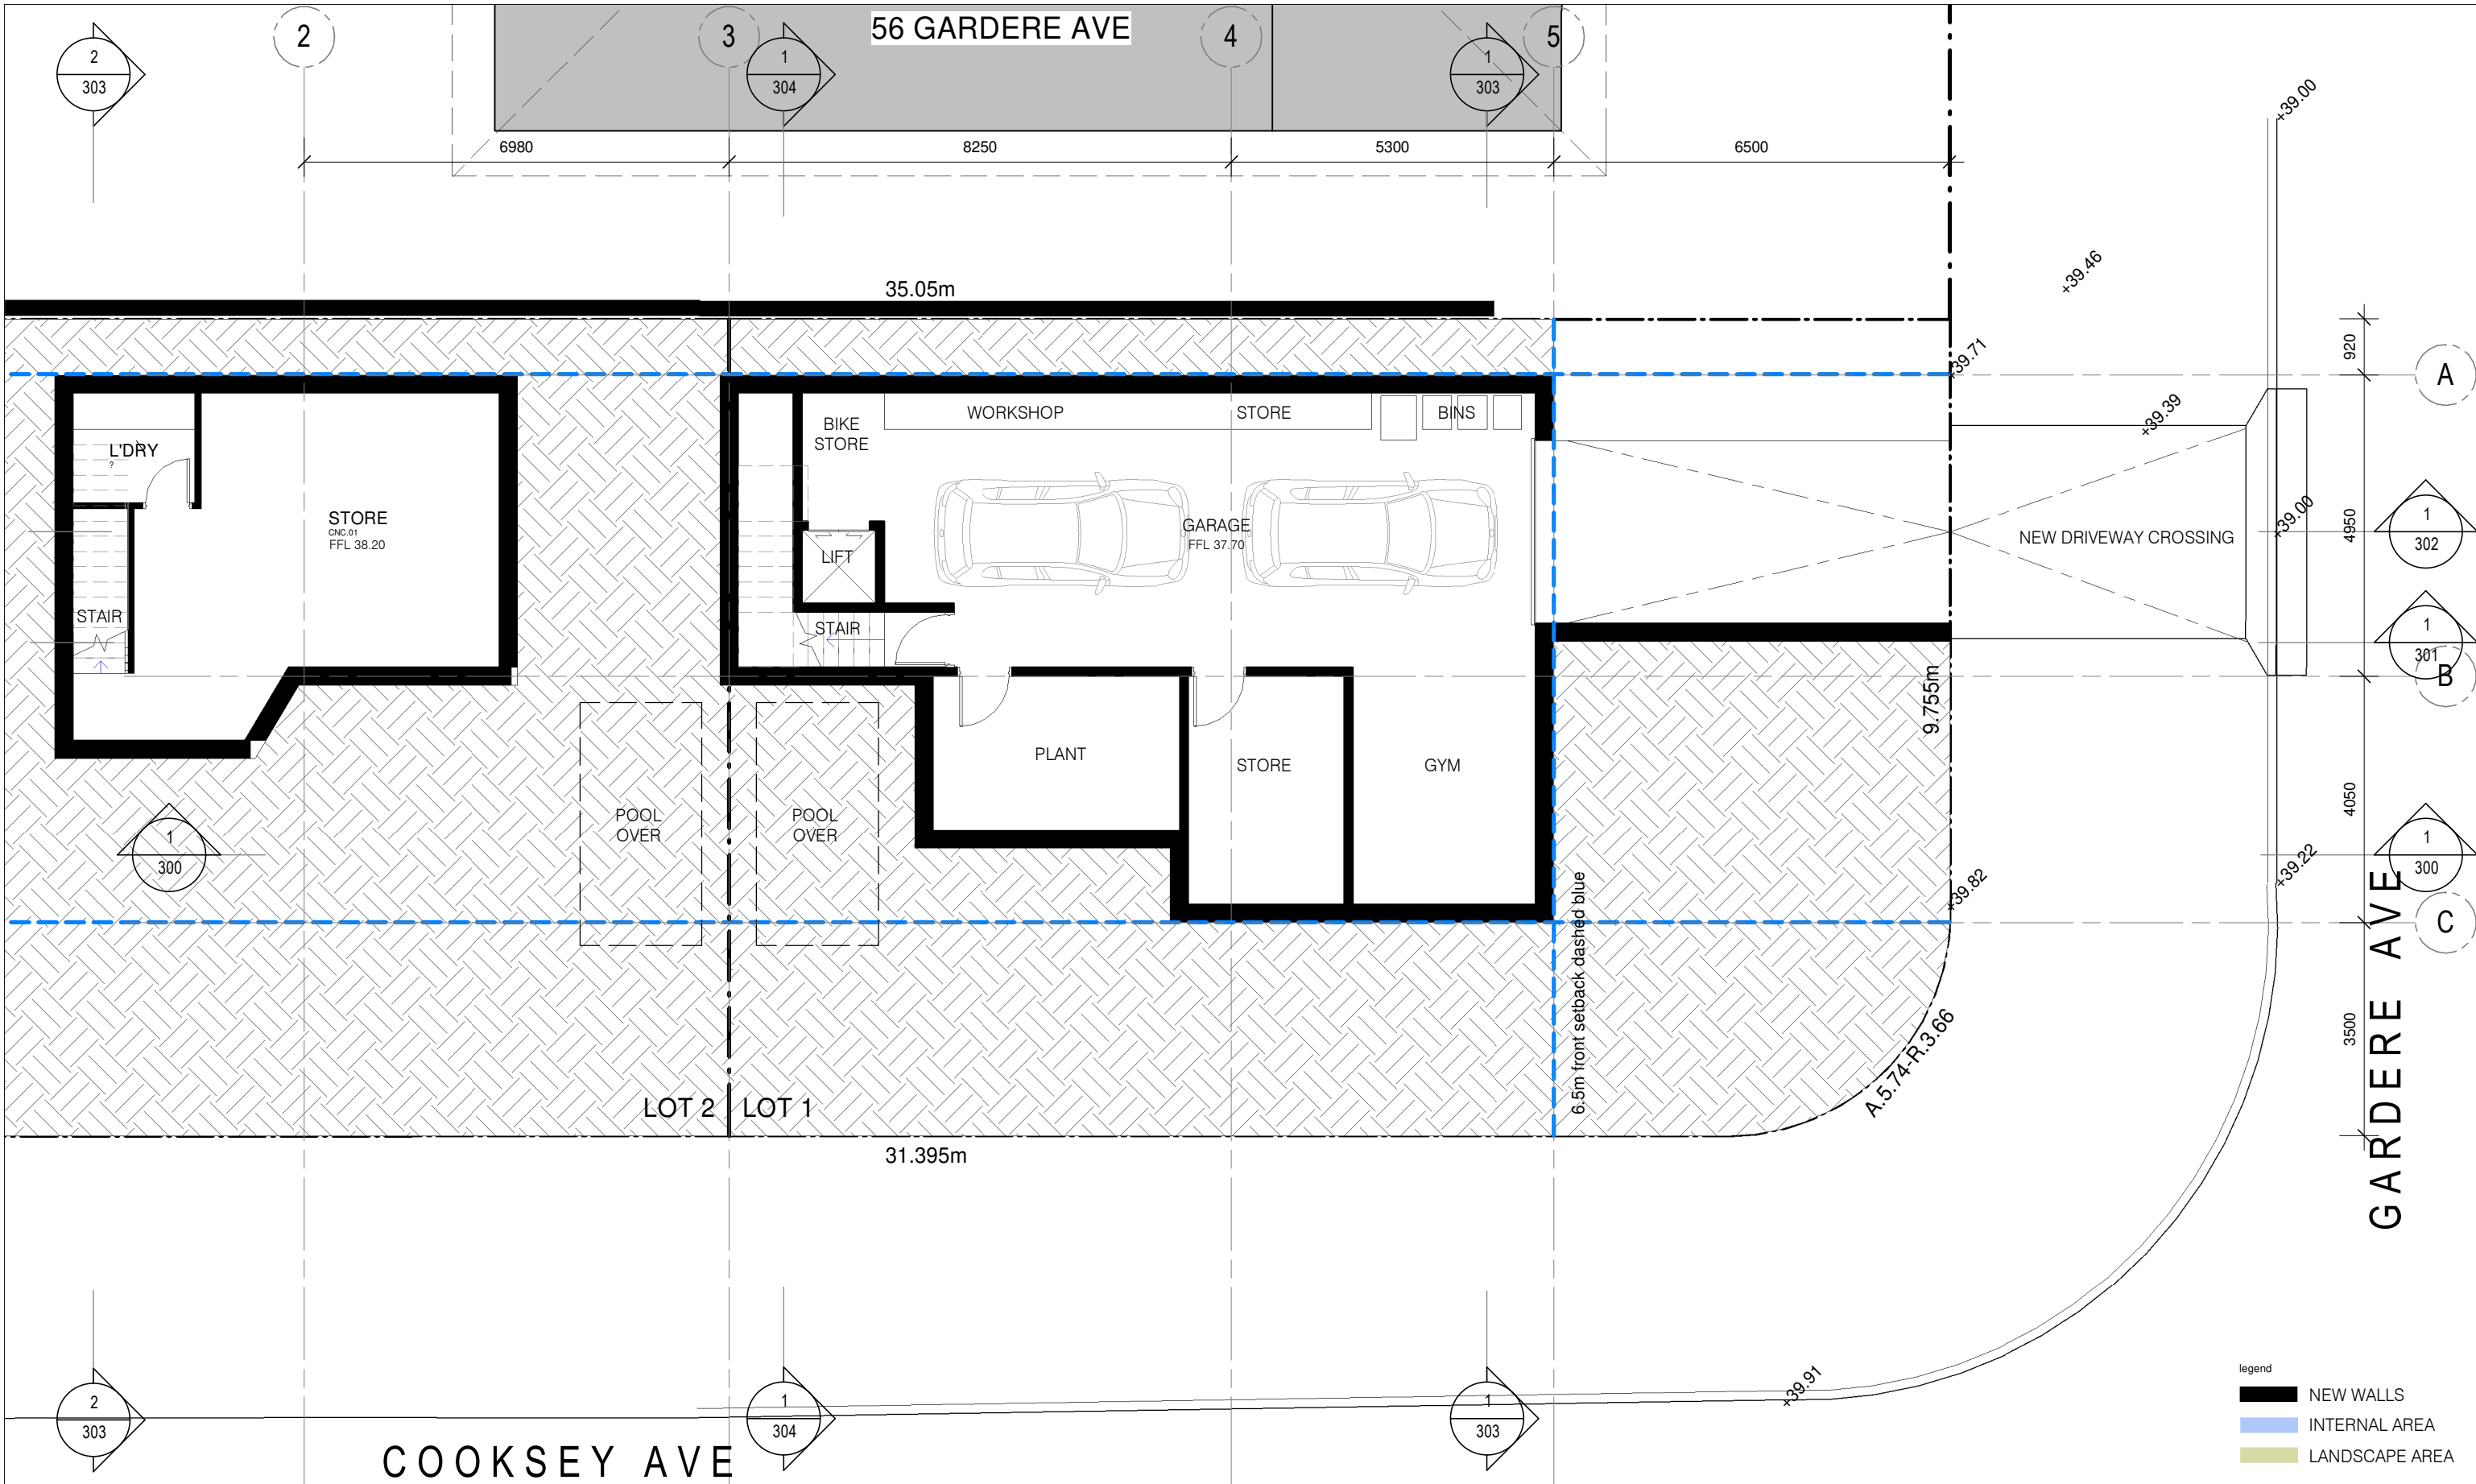 56 GARDERE AVE
2
3
4
5
2
303
1
304
1
303
6980
8250
5300
6500
+39.00
+39.46
35.05m
920
+39.71
A
BIKE
STORE
WORKSHOP
STORE
BINS
+39.39
L'DRY
?
STORE
CNC.01
FFL 38.20
LIFT
GARAGE
FFL 37.70
NEW DRIVEWAY CROSSING
+39.00
4950
1
302
STAIR
STAIR
1
301
B
9.755m
PLANT
STORE
GYM
POOL
OVER
POOL
OVER
4050
1
300
1
300
+39.22
+39.82
C
6.5m front setback dashed blue
GARDERE AVE
3500
A.5.74-R.3.66
LOT 2
LOT 1
31.395m
+39.91
2
303
1
304
1
303
COOKSEY AVE
legend
NEW WALLS
INTERNAL AREA
LANDSCAPE AREA